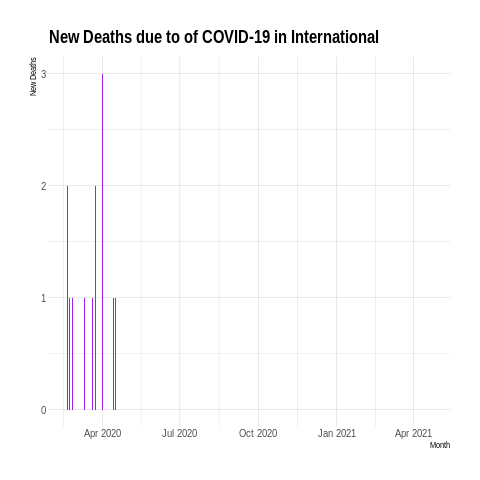 New Deaths due to of COVID-19 in International
New Deaths
3
2
1
0
Apr 2020 Jul 2020 Oct 2020 Jan 2021 Apr 2021
Month